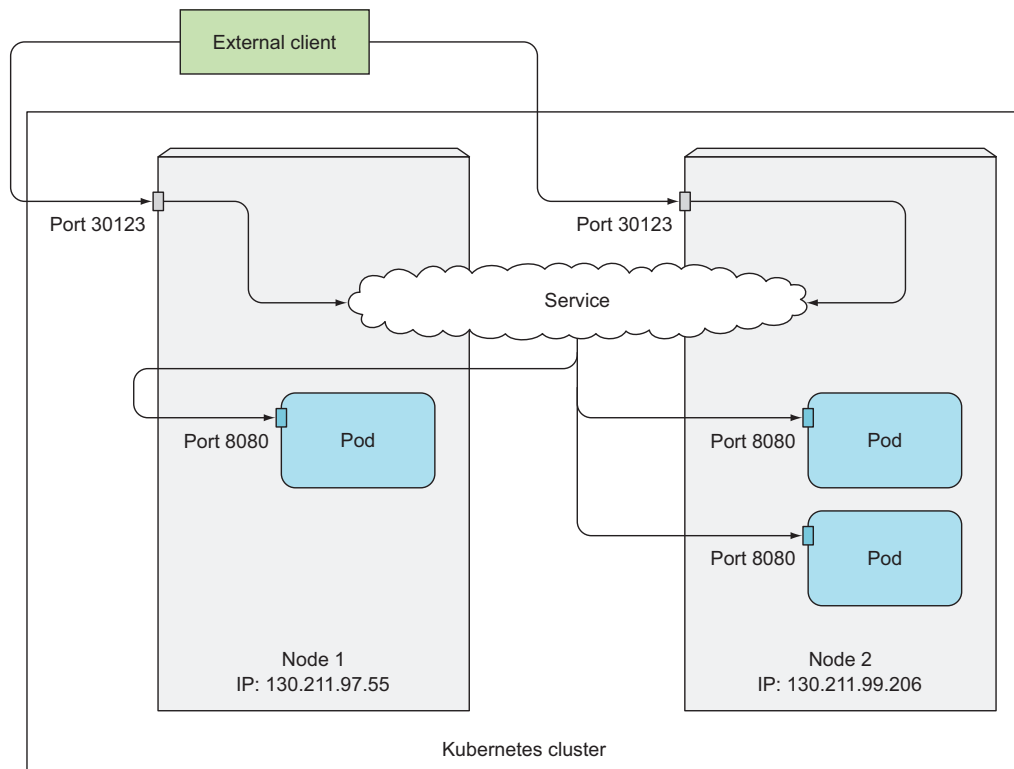 External client
Port 30123
Port 30123
Service
Port 8080
Pod
Port 8080
Pod
Port 8080
Pod
Node 1
IP: 130.211.97.55
Node 2
IP: 130.211.99.206
Kubernetes cluster